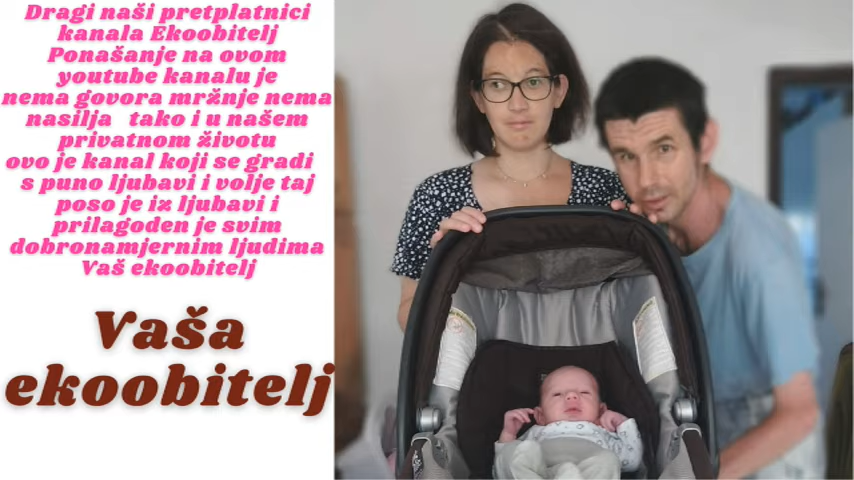 Dragi naši pretplatnici
kanala Ekoobitelj
Ponašanje na ovom
youtube kanalu je
nema govora mržnje nema
nasilja tako i u našem
privatnom životu
ovo je kanal koji se gradi
s puno ljubavi i volje taj
poso je iz ljubavi i
prilagođen je svim
dobronamjernim ljudima
Vaš ekoobitelj
Vaša
ekoobitelj